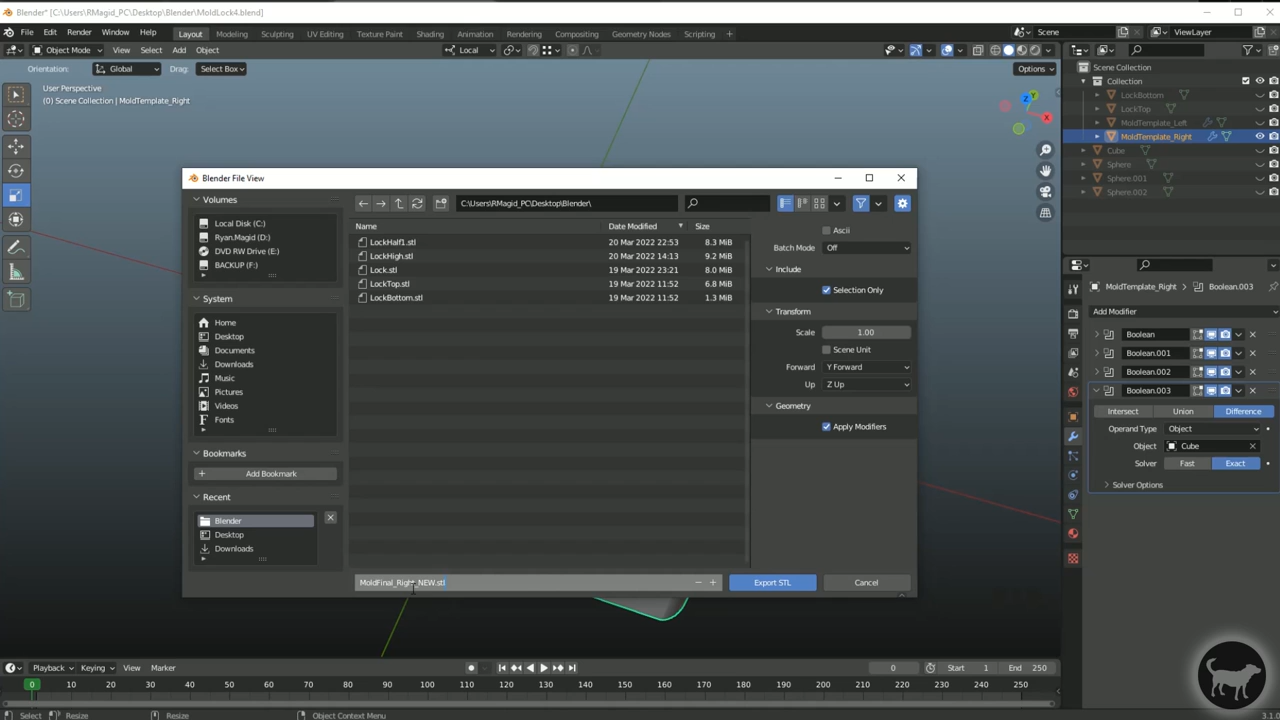 Blender* [C:\Users\RMagid_PC\Desktop\Blender\MoldLock4.blend]
File Edit Render Window Help Layout Modeling Sculpting UV Editing Texture Paint Shading Animation Rendering Compositing Geometry Nodes Scripting + Scene ViewLayer
Object Mode View Select Add Object Local
Orientation: Global Drag: Select Box Options
User Perspective
(0) Scene Collection | MoldTemplate_Right
Z Y X
Scene Collection
Collection
LockBottom
LockTop
MoldTemplate_Left
MoldTemplate_Right
Cube
Sphere
Sphere.001
Sphere.002
MoldTemplate_Right > Boolean.003
Add Modifier
Boolean
Boolean.001
Boolean.002
Boolean.003
Intersect Union Difference
Operand Type Object
Object Cube
Solver Fast Exact
Solver Options
Blender File View
Volumes
Local Disk (C:)
Ryan.Magid (D:)
DVD RW Drive (E:)
BACKUP (F:)
System
Home
Desktop
Documents
Downloads
Music
Pictures
Videos
Fonts
Bookmarks
Add Bookmark
Recent
Blender
Desktop
Downloads
C:\Users\RMagid_PC\Desktop\Blender\
Name Date Modified Size
LockHalf1.stl 20 Mar 2022 22:53 8.3 MiB
LockHigh.stl 20 Mar 2022 14:13 9.2 MiB
Lock.stl 19 Mar 2022 23:21 8.0 MiB
LockTop.stl 19 Mar 2022 11:52 6.8 MiB
LockBottom.stl 19 Mar 2022 11:52 1.3 MiB
Ascii
Batch Mode Off
Include
Selection Only
Transform
Scale 1.00
Scene Unit
Forward Y Forward
Up Z Up
Geometry
Apply Modifiers
MoldFinal_Right_NEW.stl - + Export STL Cancel
Playback Keying View Marker 0 Start 1 End 250
0 10 20 30 40 50 60 70 80 90 100 110 120 130 140 150 160 170 180 190 200 210 220 230 240 250
Select Resize Resize Object Context Menu 3.1.0